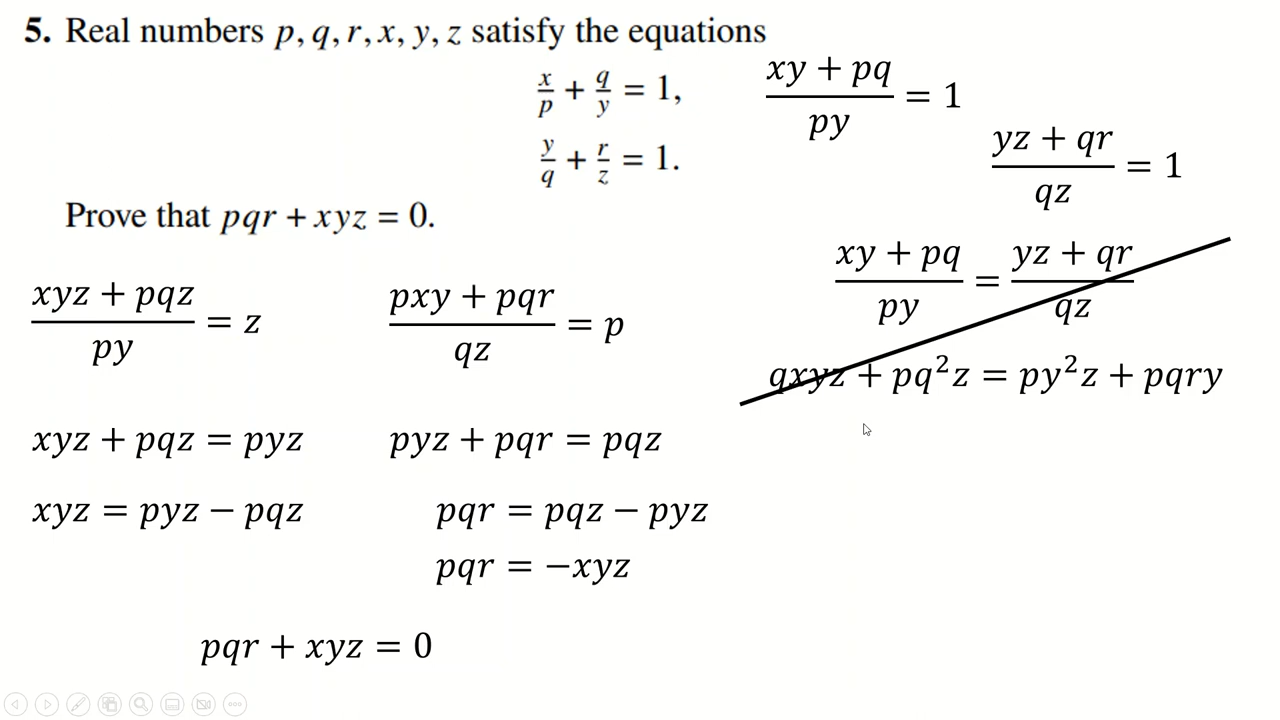 5. Real numbers p, q, r, x, y, z satisfy the equations
x/p + q/y = 1,
y/q + r/z = 1.
Prove that pqr + xyz = 0.
(xy + pq)/py = 1
(yz + qr)/qz = 1
(xy + pq)/py = (yz + qr)/qz
qxyz + pq²z = py²z + pqry
(xyz + pqz)/py = z
(pxy + pqr)/qz = p
xyz + pqz = pyz
pyz + pqr = pqz
xyz = pyz − pqz
pqr = pqz − pyz
pqr = −xyz
pqr + xyz = 0